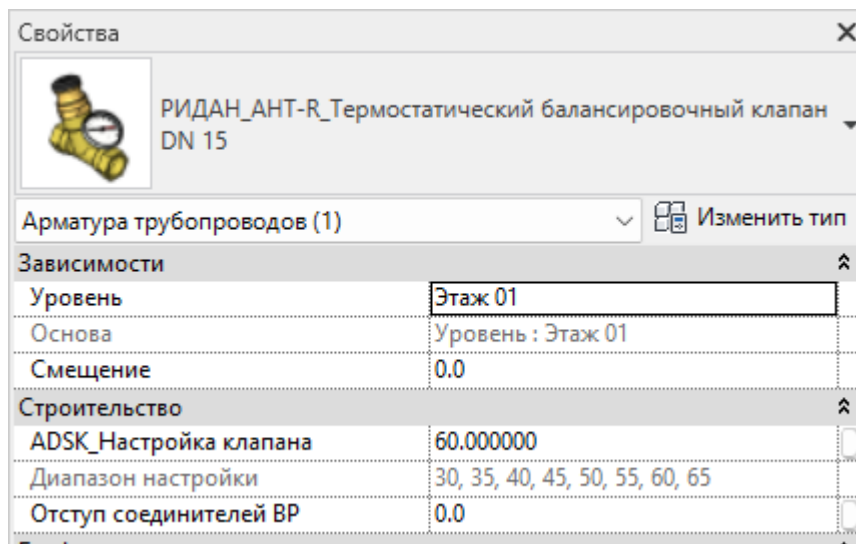 Свойства
РИДАН_AHT-R_Термостатический балансировочный клапан
DN 15
Арматура трубопроводов (1)
Изменить тип
Зависимости
Уровень
Этаж 01
Основа
Уровень : Этаж 01
Смещение
0.0
Строительство
ADSK_Настройка клапана
60.000000
Диапазон настройки
30, 35, 40, 45, 50, 55, 60, 65
Отступ соединителей ВР
0.0